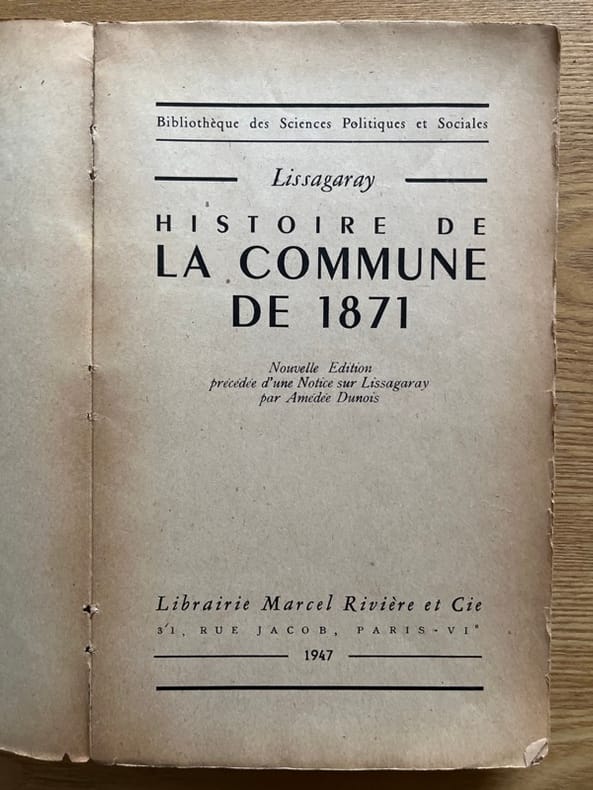 Bibliothèque des Sciences Politiques et Sociales
Lissagaray
HISTOIRE DE
LA COMMUNE
DE 1871
Nouvelle Edition
précédée d'une Notice sur Lissagaray
par Amédée Dunois
Librairie Marcel Rivière et Cie
31, RUE JACOB, PARIS-VIe
1947